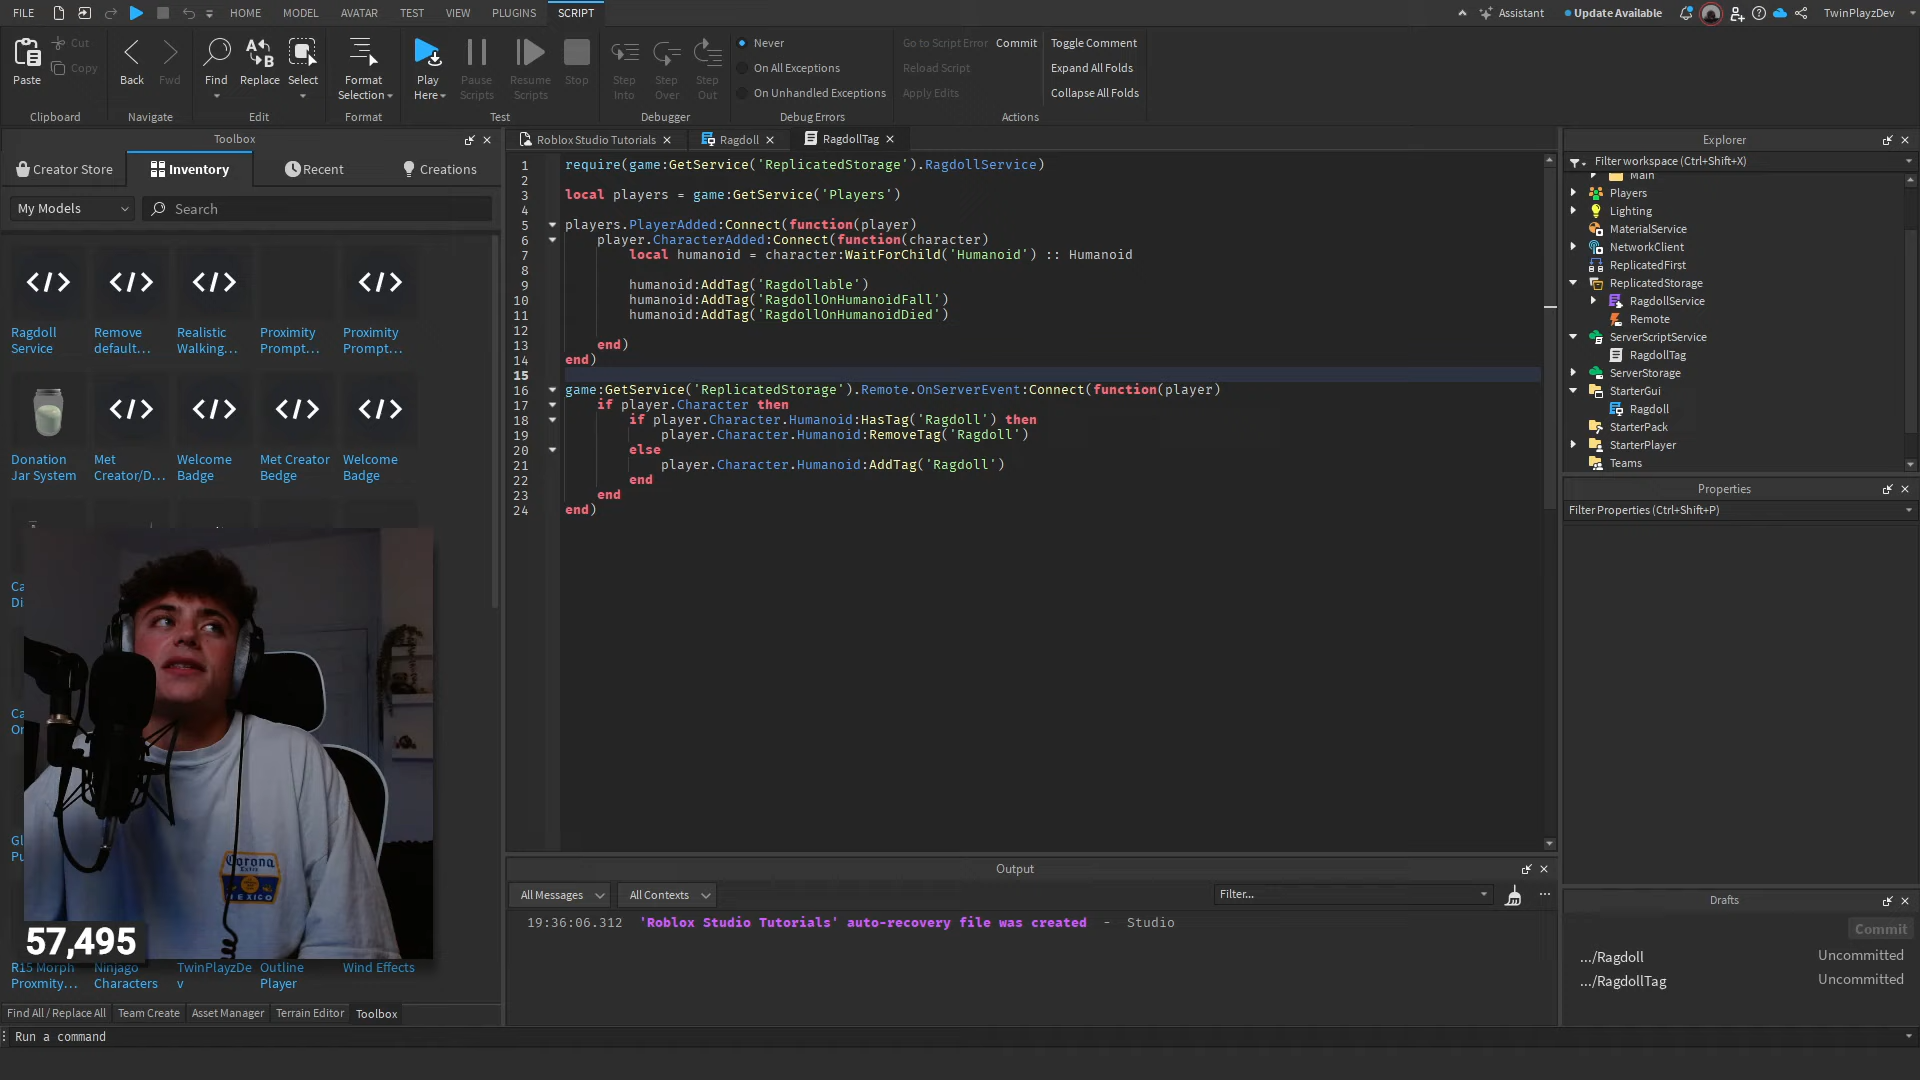 FILE HOME MODEL AVATAR TEST VIEW PLUGINS SCRIPT Assistant Update Available TwinPlayzDev
Paste Cut Copy
Back Fwd
Find Replace Select
Format Selection
Play Here Pause Scripts Resume Scripts Stop
Step Into Step Over Step Out
Never
On All Exceptions
On Unhandled Exceptions
Go to Script Error Commit
Reload Script
Apply Edits
Toggle Comment
Expand All Folds
Collapse All Folds
Clipboard Navigate Edit Format Test Debugger Debug Errors Actions
Toolbox
Creator Store Inventory Recent Creations
My Models Search
Ragdoll Service
Remove default...
Realistic Walking...
Proximity Prompt...
Proximity Prompt...
Donation Jar System
Met Creator/D...
Welcome Badge
Met Creator Bedge
Welcome Badge
Ca
Di
Ca
Or
Gl
Pu
Corona
Extra
MEXICO
57,495
R15 Morph Proxmity...
Ninjago Characters
TwinPlayzDe
v
Outline Player
Wind Effects
Find All / Replace All Team Create Asset Manager Terrain Editor Toolbox
Run a command
Roblox Studio Tutorials Ragdoll RagdollTag
1 require(game:GetService('ReplicatedStorage').RagdollService)
2
3 local players = game:GetService('Players')
4
5 players.PlayerAdded:Connect(function(player)
6 player.CharacterAdded:Connect(function(character)
7 local humanoid = character:WaitForChild('Humanoid') :: Humanoid
8
9 humanoid:AddTag('Ragdollable')
10 humanoid:AddTag('RagdollOnHumanoidFall')
11 humanoid:AddTag('RagdollOnHumanoidDied')
12
13 end)
14 end)
15
16 game:GetService('ReplicatedStorage').Remote.OnServerEvent:Connect(function(player)
17 if player.Character then
18 if player.Character.Humanoid:HasTag('Ragdoll') then
19 player.Character.Humanoid:RemoveTag('Ragdoll')
20 else
21 player.Character.Humanoid:AddTag('Ragdoll')
22 end
23 end
24 end)
Output
All Messages All Contexts Filter...
19:36:06.312 'Roblox Studio Tutorials' auto-recovery file was created - Studio
Explorer
Filter workspace (Ctrl+Shift+X)
Main
Players
Lighting
MaterialService
NetworkClient
ReplicatedFirst
ReplicatedStorage
RagdollService
Remote
ServerScriptService
RagdollTag
ServerStorage
StarterGui
Ragdoll
StarterPack
StarterPlayer
Teams
Properties
Filter Properties (Ctrl+Shift+P)
Drafts
Commit
.../Ragdoll Uncommitted
.../RagdollTag Uncommitted